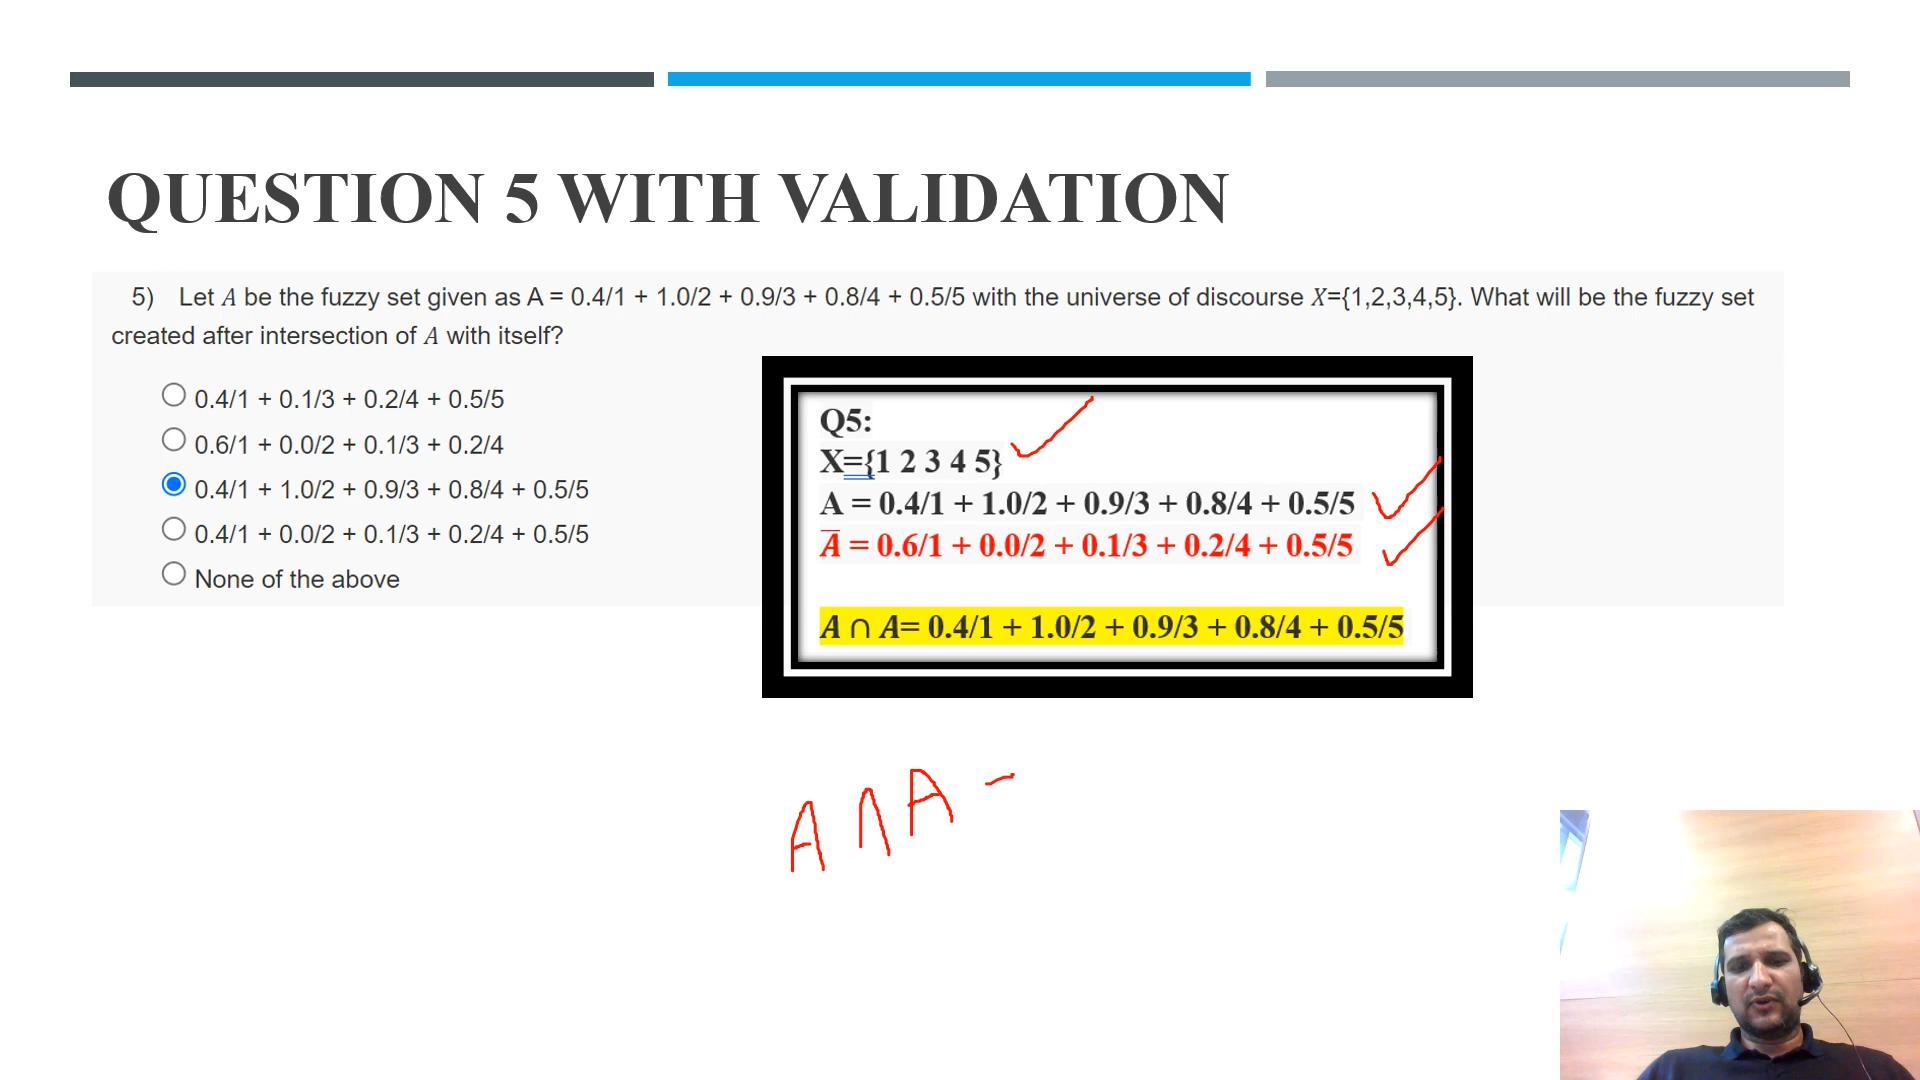 QUESTION 5 WITH VALIDATION
5) Let A be the fuzzy set given as A = 0.4/1 + 1.0/2 + 0.9/3 + 0.8/4 + 0.5/5 with the universe of discourse X={1,2,3,4,5}. What will be the fuzzy set
created after intersection of A with itself?
0.4/1 + 0.1/3 + 0.2/4 + 0.5/5
0.6/1 + 0.0/2 + 0.1/3 + 0.2/4
0.4/1 + 1.0/2 + 0.9/3 + 0.8/4 + 0.5/5
0.4/1 + 0.0/2 + 0.1/3 + 0.2/4 + 0.5/5
None of the above
Q5:
X={1 2 3 4 5}
A = 0.4/1 + 1.0/2 + 0.9/3 + 0.8/4 + 0.5/5
A̅ = 0.6/1 + 0.0/2 + 0.1/3 + 0.2/4 + 0.5/5
A ∩ A= 0.4/1 + 1.0/2 + 0.9/3 + 0.8/4 + 0.5/5
A ∩ A -